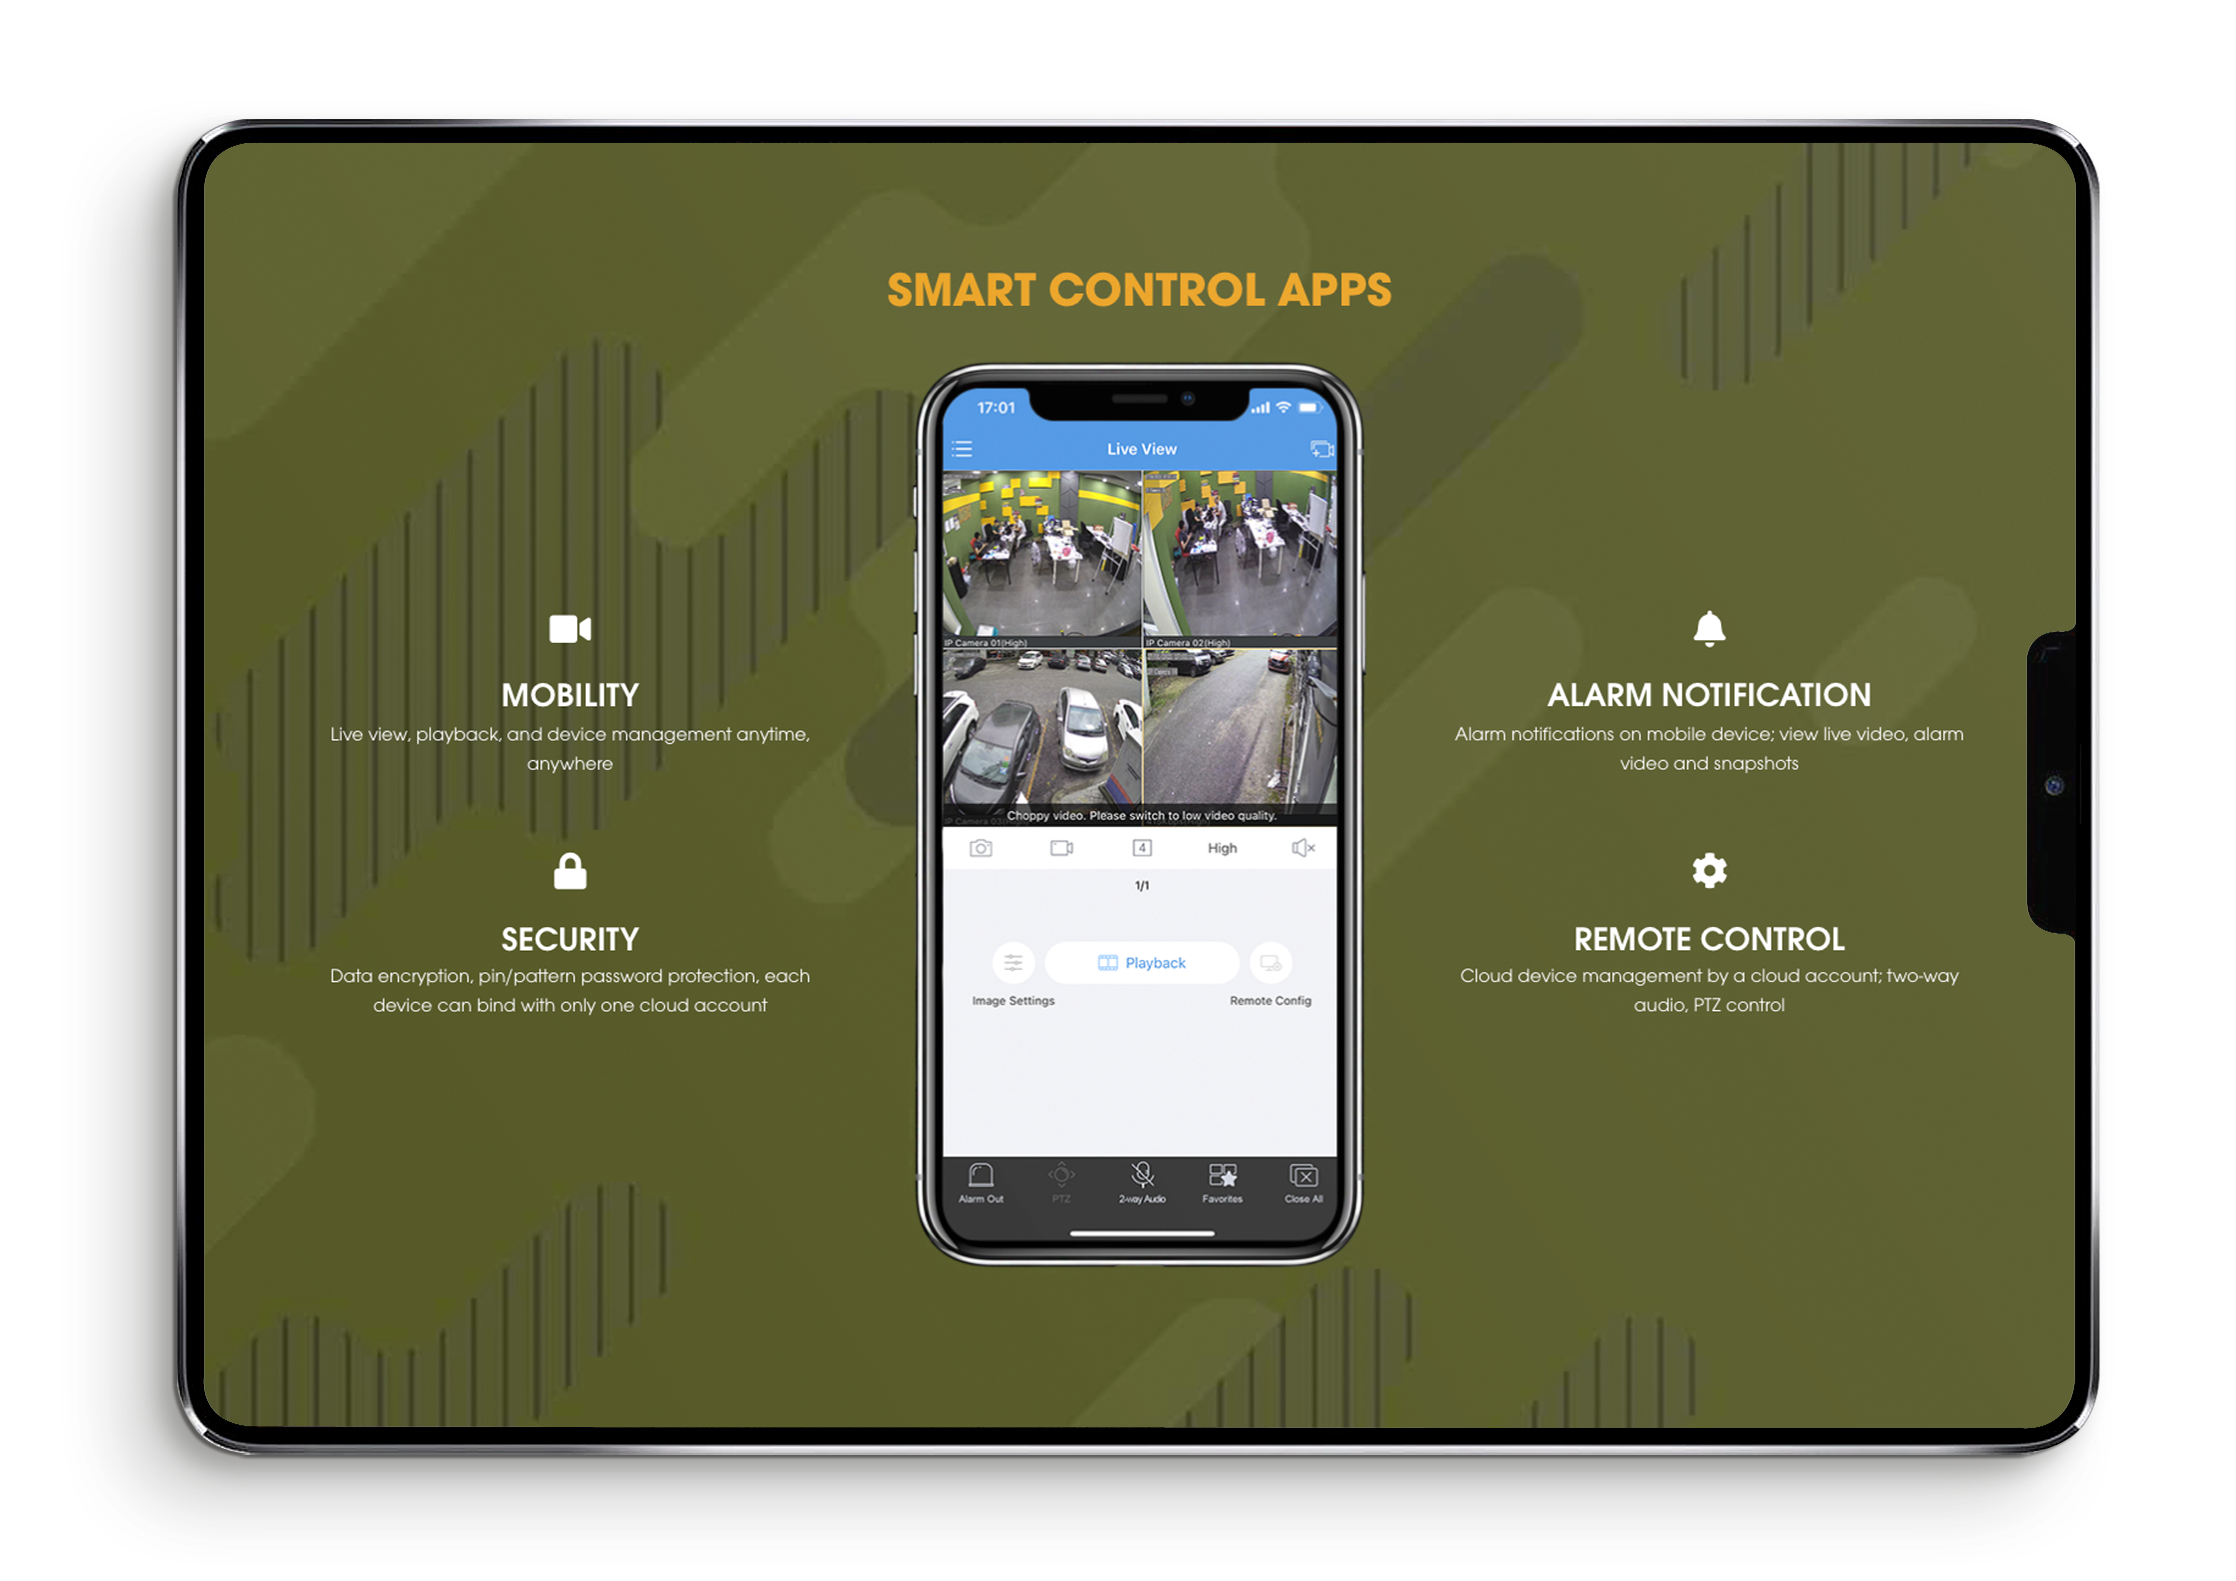 SMART CONTROL APPS
MOBILITY
Live view, playback, and device management anytime,
anywhere
SECURITY
Data encryption, pin/pattern password protection, each
device can bind with only one cloud account
17:01
Live View
IP Camera 01(High)
IP Camera 02(High)
IP Camera 03(High)
Choppy video. Please switch to low video quality.
4
High
1/1
Playback
Image Settings
Remote Config
Alarm Out
PTZ
2-way Audio
Favorites
Close All
ALARM NOTIFICATION
Alarm notifications on mobile device; view live video, alarm
video and snapshots
REMOTE CONTROL
Cloud device management by a cloud account; two-way
audio, PTZ control